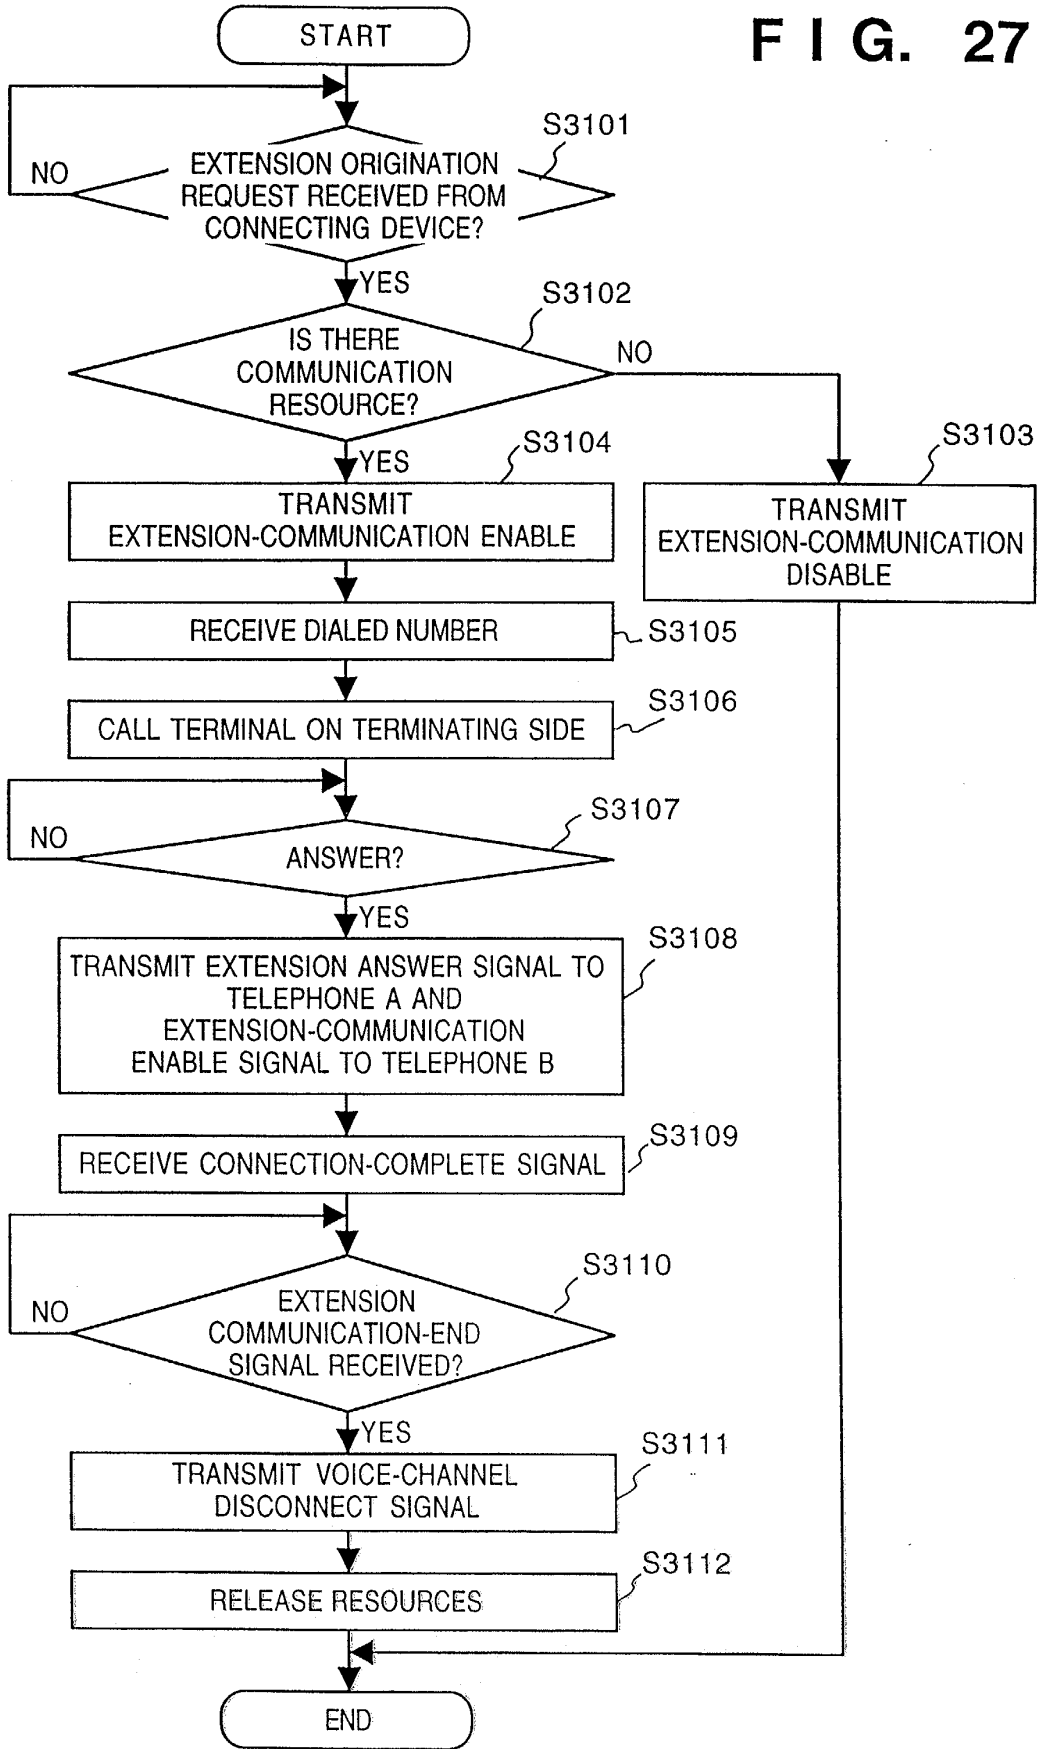 FIG. 27
START
S3101
EXTENSION ORIGINATION
REQUEST RECEIVED FROM
CONNECTING DEVICE?
NO
YES
S3102
IS THERE
COMMUNICATION
RESOURCE?
NO
YES
S3104
S3103
TRANSMIT
EXTENSION-COMMUNICATION ENABLE
TRANSMIT
EXTENSION-COMMUNICATION
DISABLE
RECEIVE DIALED NUMBER
S3105
CALL TERMINAL ON TERMINATING SIDE
S3106
S3107
ANSWER?
NO
YES
S3108
TRANSMIT EXTENSION ANSWER SIGNAL TO
TELEPHONE A AND
EXTENSION-COMMUNICATION
ENABLE SIGNAL TO TELEPHONE B
S3109
RECEIVE CONNECTION-COMPLETE SIGNAL
S3110
EXTENSION
COMMUNICATION-END
SIGNAL RECEIVED?
NO
YES
S3111
TRANSMIT VOICE-CHANNEL
DISCONNECT SIGNAL
S3112
RELEASE RESOURCES
END